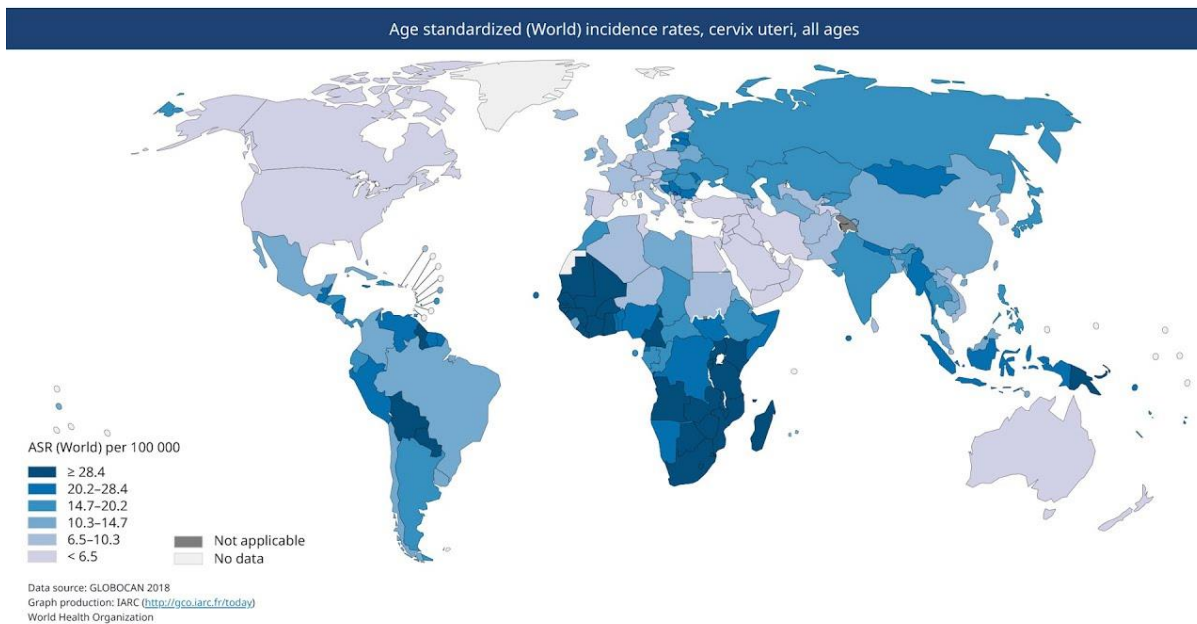 Age standardized (World) incidence rates, cervix uteri, all ages
ASR (World) per 100 000
≥ 28.4
20.2–28.4
14.7–20.2
10.3–14.7
6.5–10.3
< 6.5
Not applicable
No data
Data source: GLOBOCAN 2018
Graph production: IARC (http://gco.iarc.fr/today)
World Health Organization